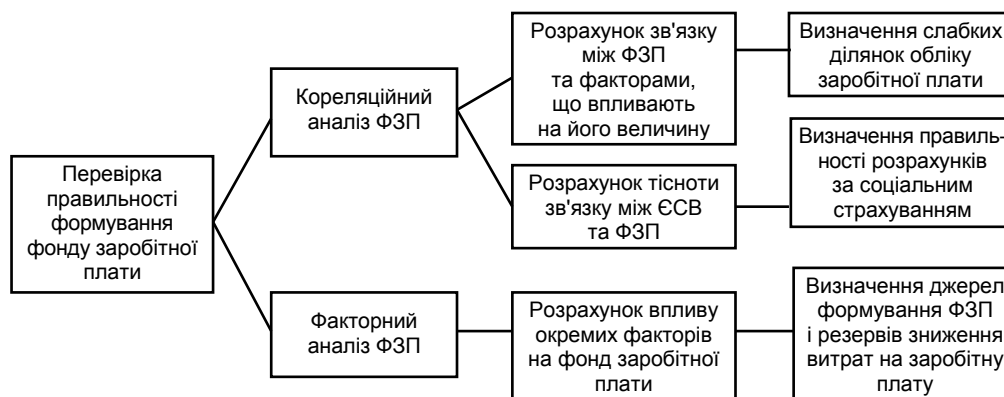 Перевірка
правильності
формування
фонду заробітної
плати
Кореляційний
аналіз ФЗП
Факторний
аналіз ФЗП
Розрахунок зв'язку
між ФЗП
та факторами,
що впливають
на його величину
Розрахунок тісноти
зв'язку між ЄСВ
та ФЗП
Розрахунок впливу
окремих факторів
на фонд заробітної
плати
Визначення слабких
ділянок обліку
заробітної плати
Визначення правиль-
ності розрахунків
за соціальним
страхуванням
Визначення джерел
формування ФЗП
і резервів зниження
витрат на заробітну
плату